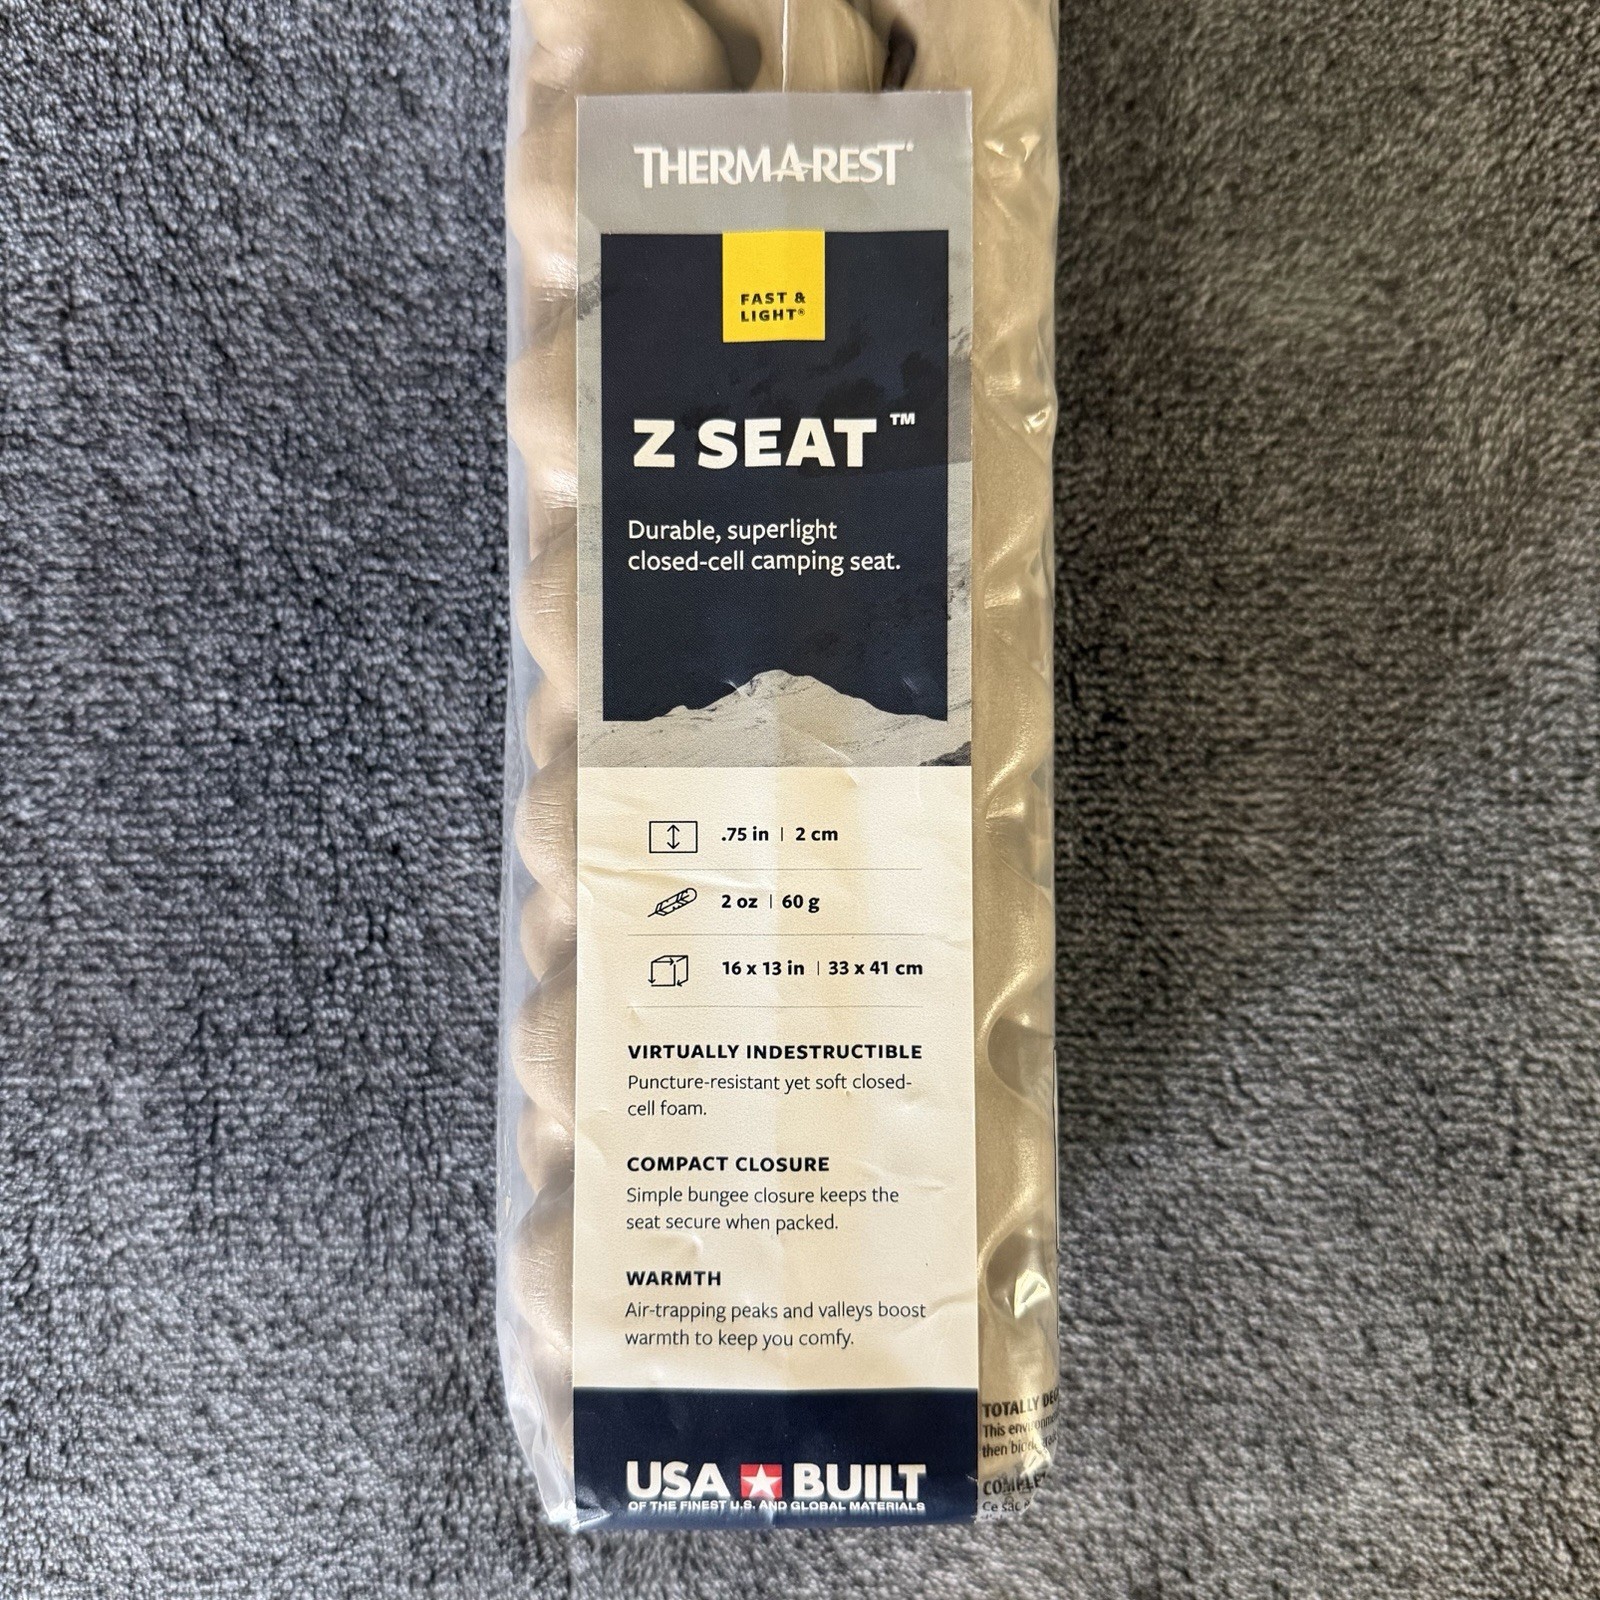 THERMAREST
FAST &
LIGHT®
Z SEAT™
Durable, superlight
closed-cell camping seat.
.75 in | 2 cm
2 oz | 60 g
16 x 13 in | 33 x 41 cm
VIRTUALLY INDESTRUCTIBLE
Puncture-resistant yet soft closed-
cell foam.
COMPACT CLOSURE
Simple bungee closure keeps the
seat secure when packed.
WARMTH
Air-trapping peaks and valleys boost
warmth to keep you comfy.
USA BUILT
OF THE FINEST U.S. AND GLOBAL MATERIALS
TOTALLY
This
then
Ce sac